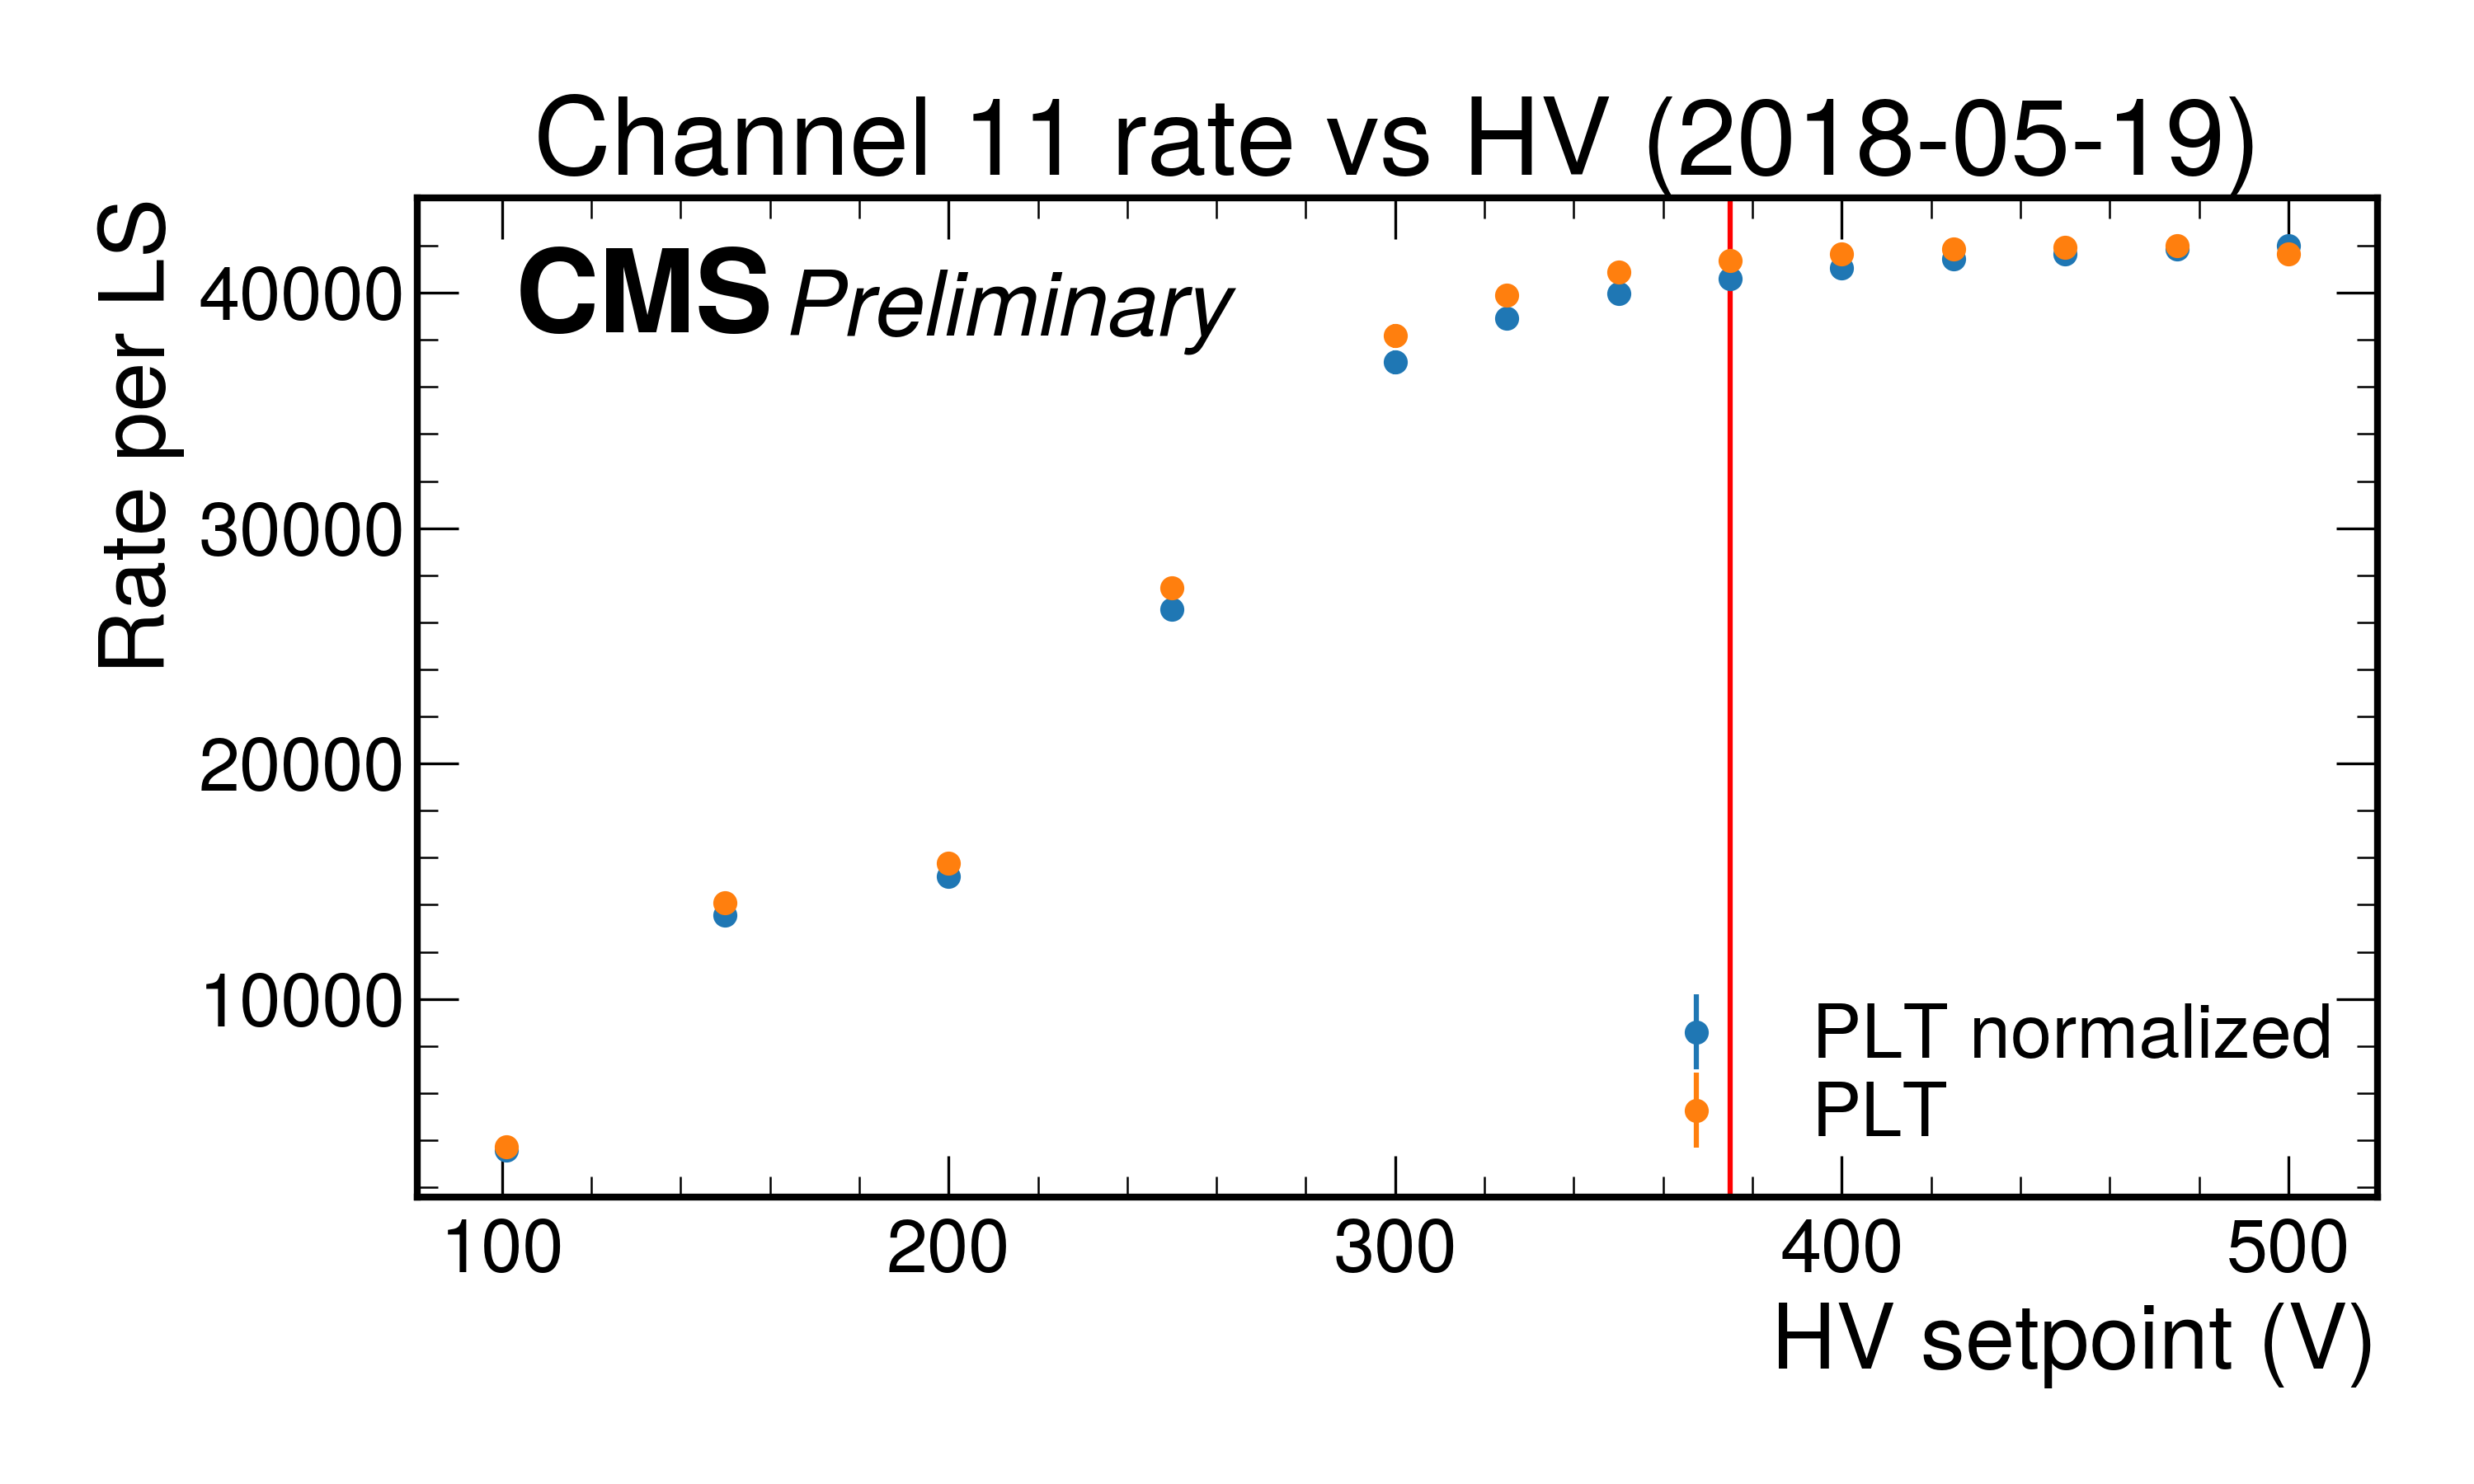 Channel 11 rate vs HV (2018-05-19)
CMS Preliminary
Rate per LS
40000
30000
20000
10000
PLT normalized
PLT
100 200 300 400 500
HV setpoint (V)